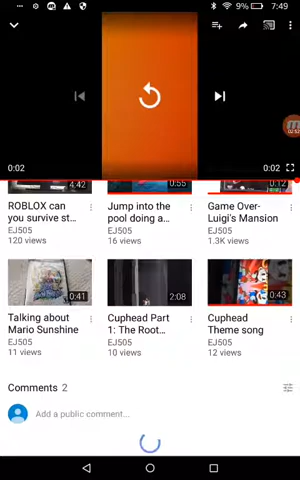 9% 7:49
02:52
0:02 0:02
4:42 0:55 0:12
ROBLOX can you survive st...
EJ505
120 views
Jump into the pool doing a...
EJ505
16 views
Game Over- Luigi's Mansion
EJ505
1.3K views
0:41 2:08 0:43
Talking about Mario Sunshine
EJ505
11 views
Cuphead Part 1: The Root...
EJ505
10 views
Cuphead Theme song
EJ505
12 views
Comments 2
Add a public comment...